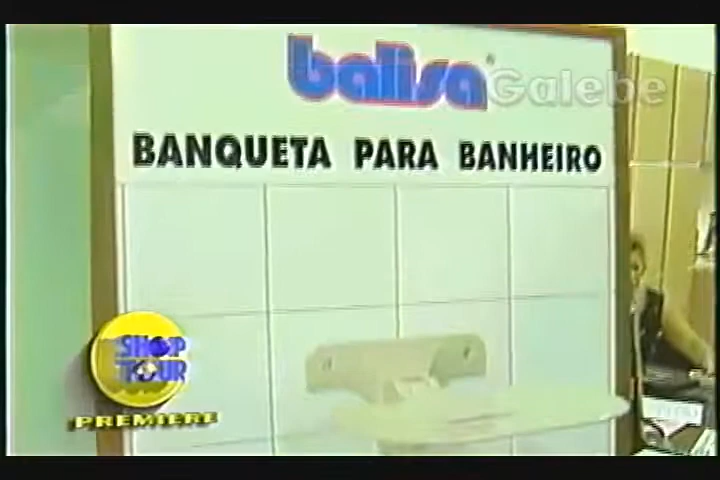 balisa
Galebe
BANQUETA PARA BANHEIRO
SHOP
TOUR
PREMIERE